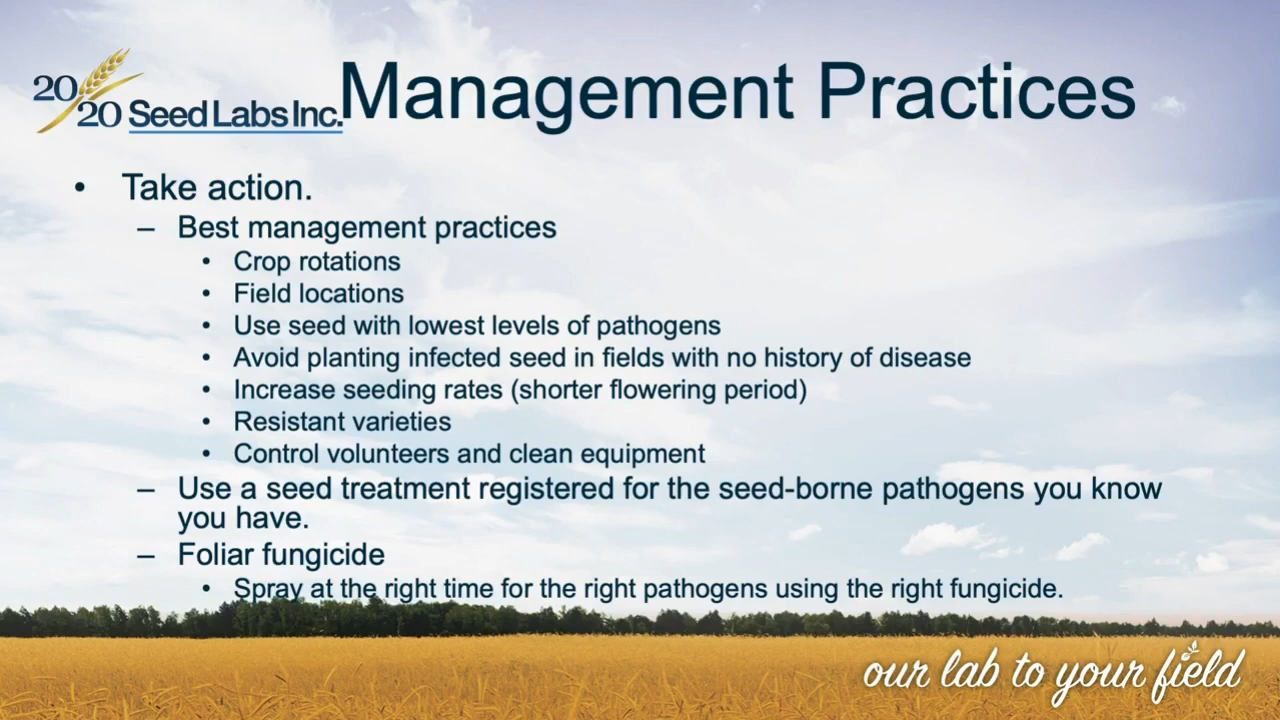 20/20 Seed Labs Inc.
Management Practices
• Take action.
– Best management practices
• Crop rotations
• Field locations
• Use seed with lowest levels of pathogens
• Avoid planting infected seed in fields with no history of disease
• Increase seeding rates (shorter flowering period)
• Resistant varieties
• Control volunteers and clean equipment
– Use a seed treatment registered for the seed-borne pathogens you know
you have.
– Foliar fungicide
• Spray at the right time for the right pathogens using the right fungicide.
our lab to your field